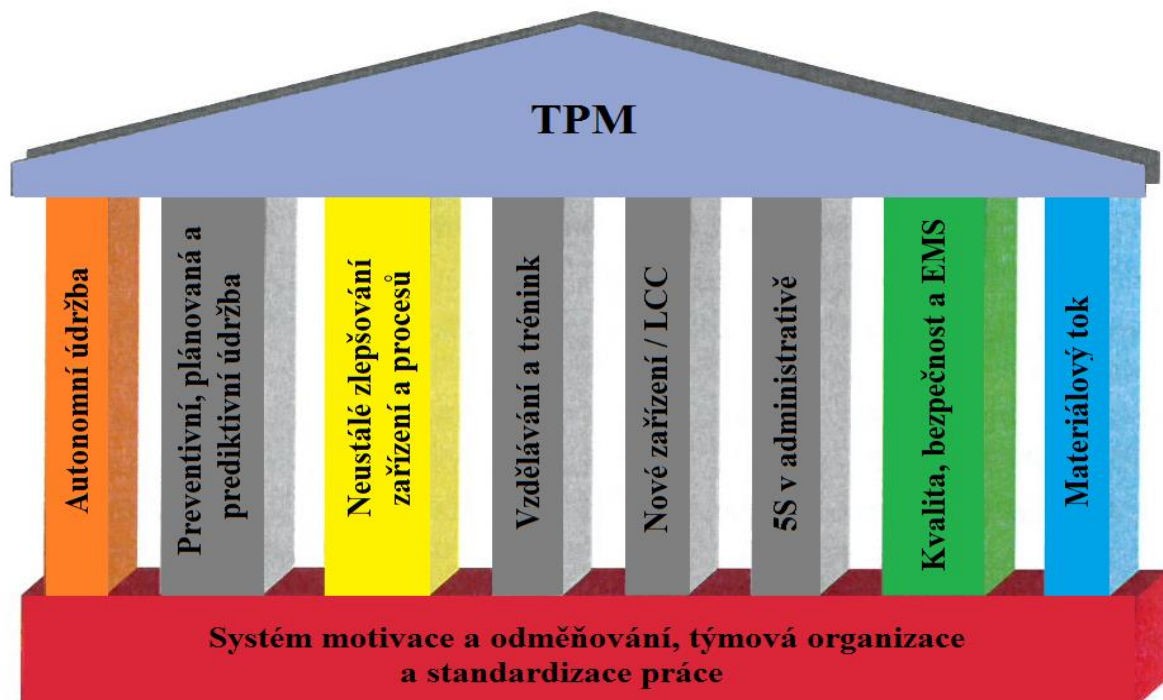 TPM
Autonomní údržba
Preventivní, plánovaná a
prediktivní údržba
Neustálé zlepšování
zařízení a procesů
Vzdělávání a trénink
Nové zařízení / LCC
5S v administrativě
Kvalita, bezpečnost a EMS
Materiálový tok
Systém motivace a odměňování, týmová organizace
a standardizace práce